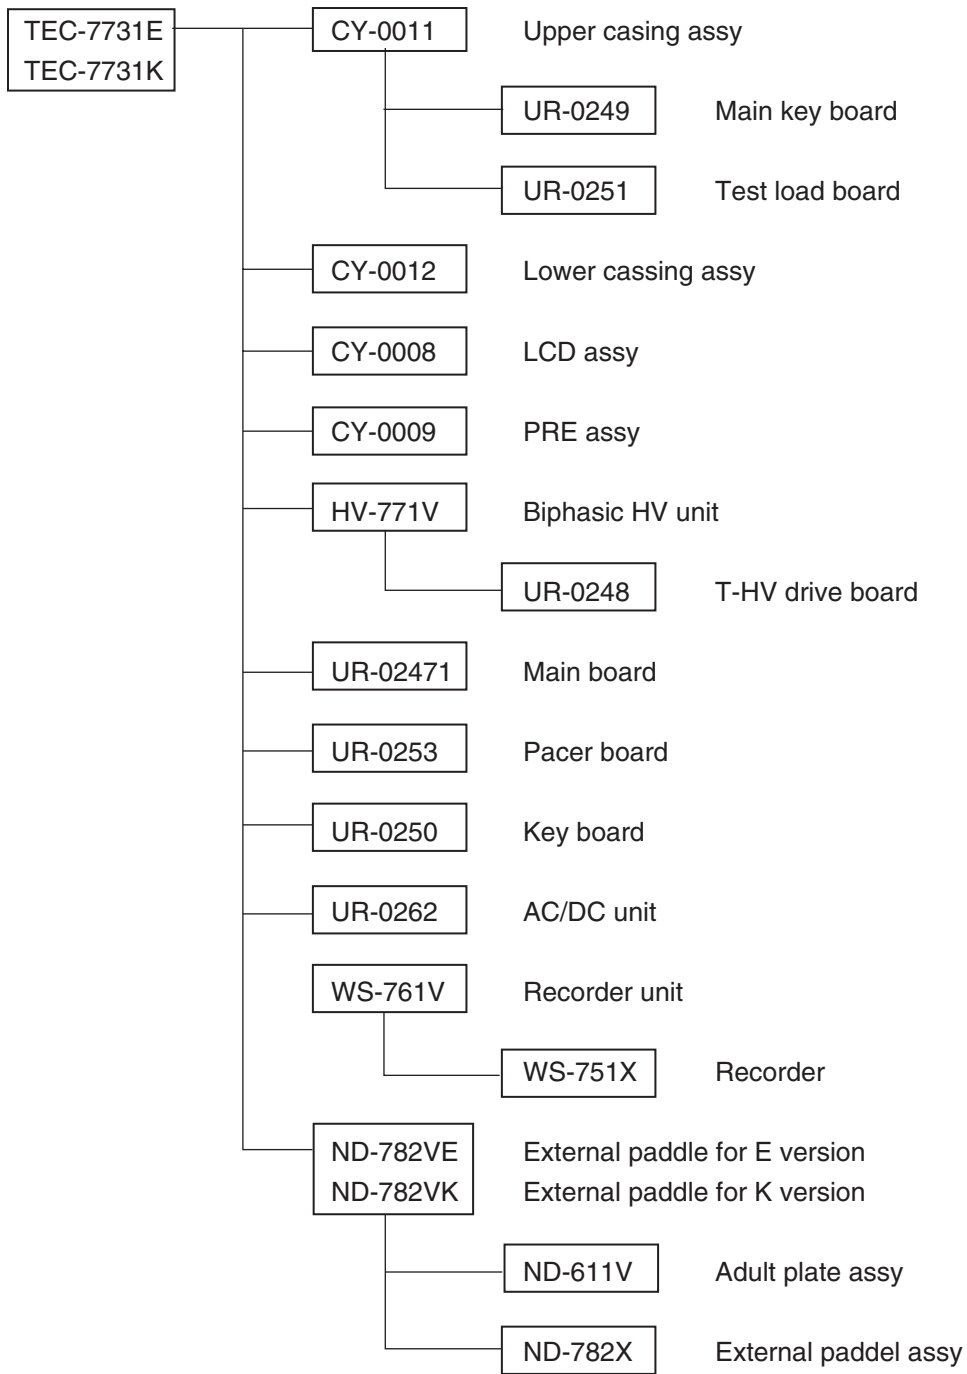 TEC-7731E
TEC-7731K
CY-0011 Upper casing assy
UR-0249 Main key board
UR-0251 Test load board
CY-0012 Lower cassing assy
CY-0008 LCD assy
CY-0009 PRE assy
HV-771V Biphasic HV unit
UR-0248 T-HV drive board
UR-02471 Main board
UR-0253 Pacer board
UR-0250 Key board
UR-0262 AC/DC unit
WS-761V Recorder unit
WS-751X Recorder
ND-782VE External paddle for E version
ND-782VK External paddle for K version
ND-611V Adult plate assy
ND-782X External paddel assy